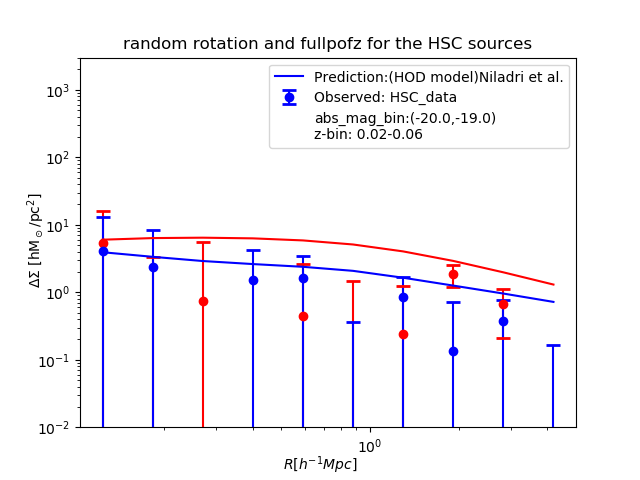 random rotation and fullpofz for the HSC sources
Prediction:(HOD model)Niladri et al.
Observed: HSC_data
abs_mag_bin:(-20.0,-19.0)
z-bin: 0.02-0.06
ΔΣ [hM⊙/pc²]
10³
10²
10¹
10⁰
10⁻¹
10⁻²
10⁰
R[h⁻¹Mpc]